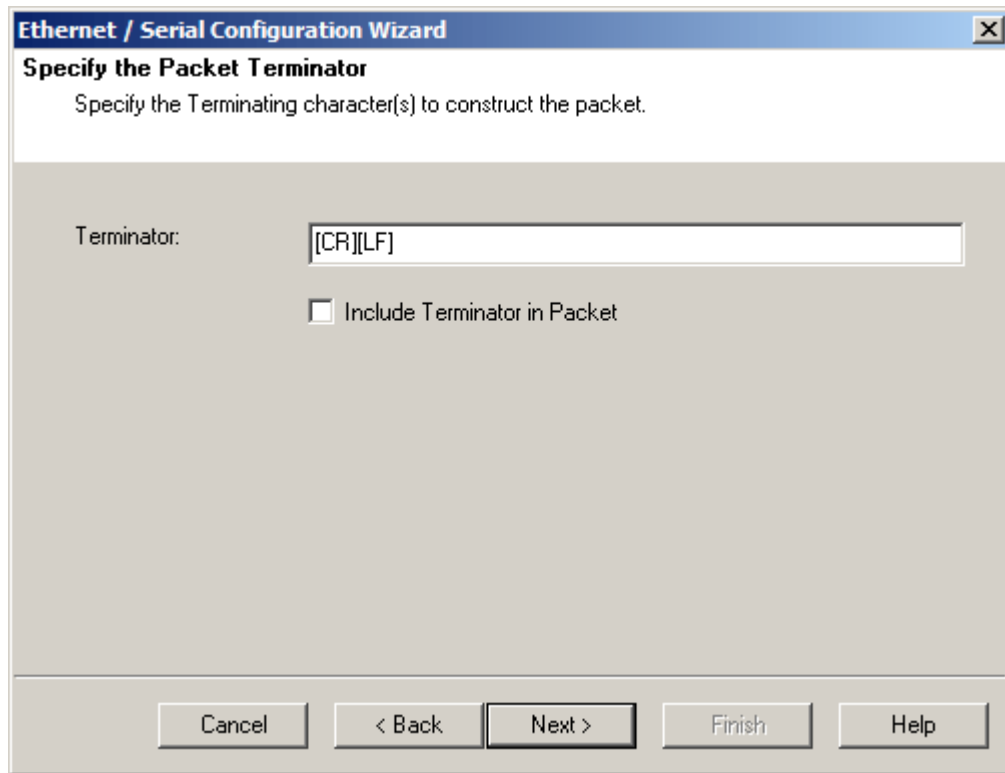 Ethernet / Serial Configuration Wizard
Specify the Packet Terminator
Specify the Terminating character(s) to construct the packet.
Terminator: [CR][LF]
Include Terminator in Packet
Cancel < Back Next > Finish Help